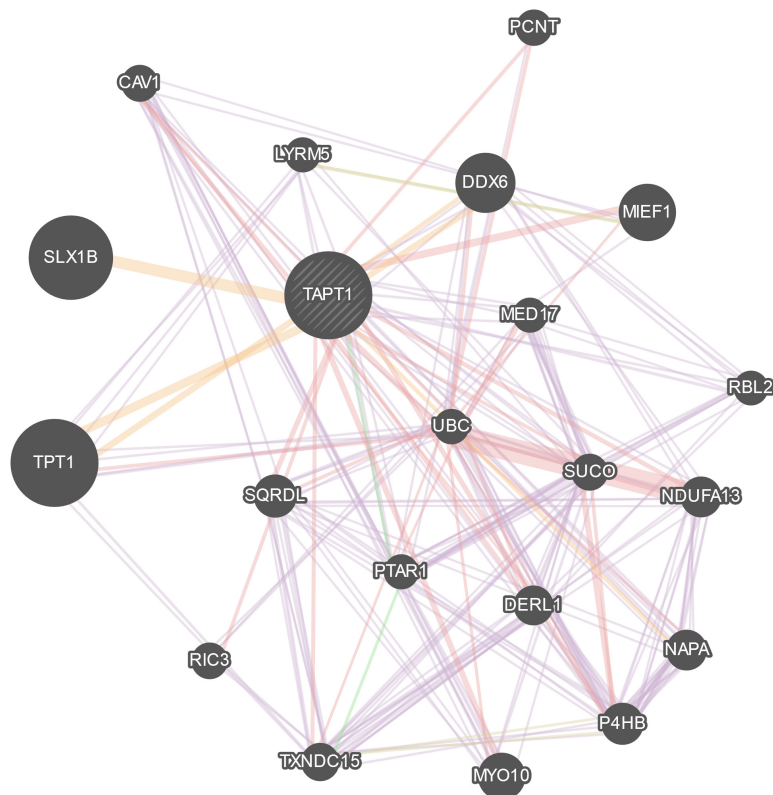 PCNT
CAV1
LYRM5
DDX6
MIEF1
SLX1B
TAPT1
MED17
RBL2
UBC
TPT1
SUCO
SQRDL
NDUFA13
PTAR1
DERL1
RIC3
NAPA
P4HB
TXNDC15
MYO10